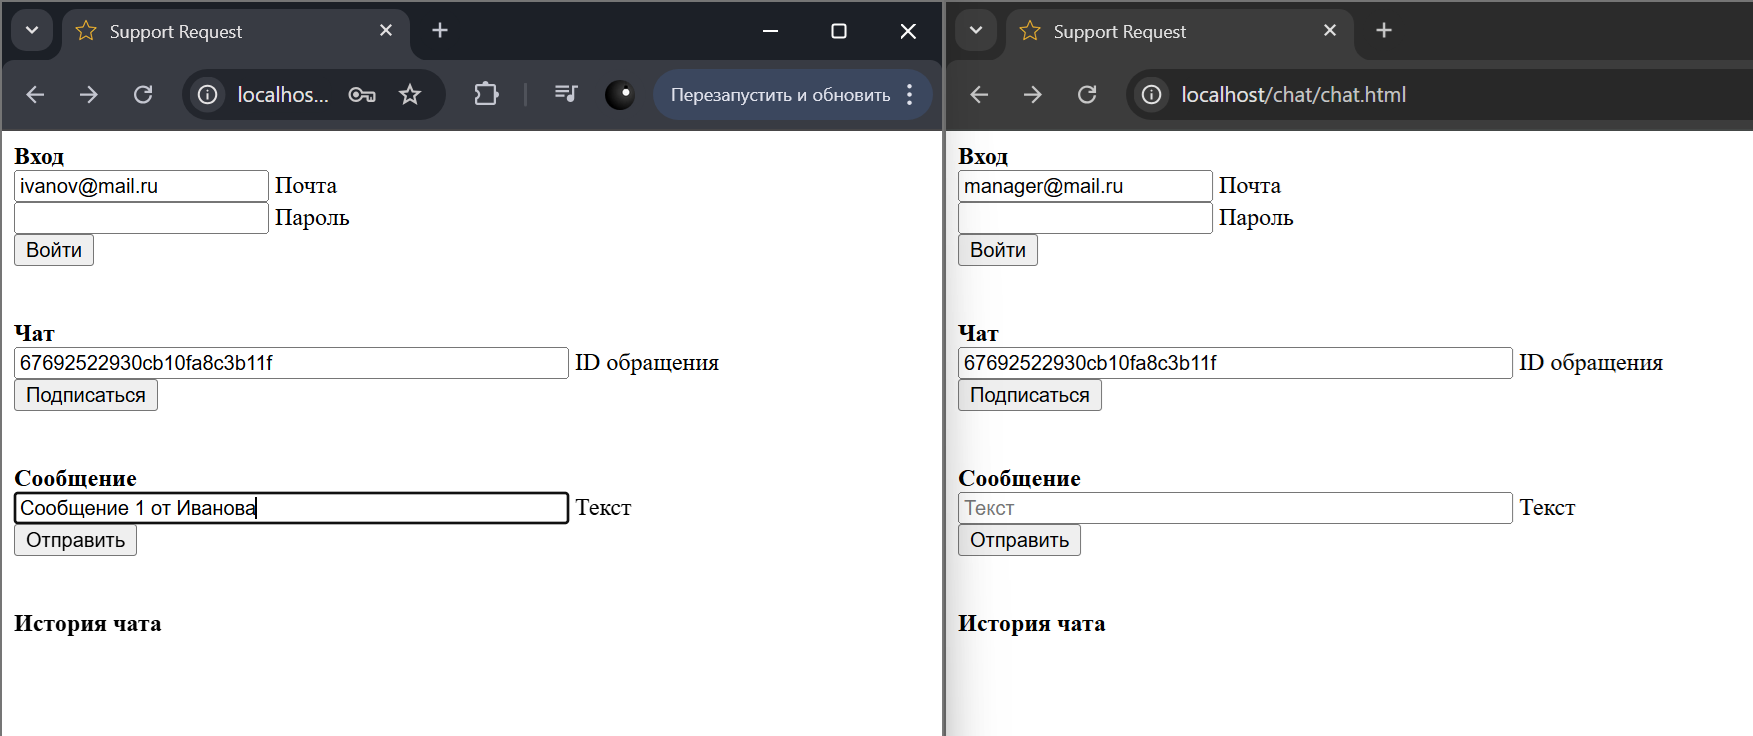 Support Request
localhos...
Перезапустить и обновить
Вход
ivanov@mail.ru Почта
Пароль
Войти
Чат
67692522930cb10fa8c3b11f ID обращения
Подписаться
Сообщение
Сообщение 1 от Иванова Текст
Отправить
История чата
Support Request
localhost/chat/chat.html
Вход
manager@mail.ru Почта
Пароль
Войти
Чат
67692522930cb10fa8c3b11f ID обращения
Подписаться
Сообщение
Текст Текст
Отправить
История чата